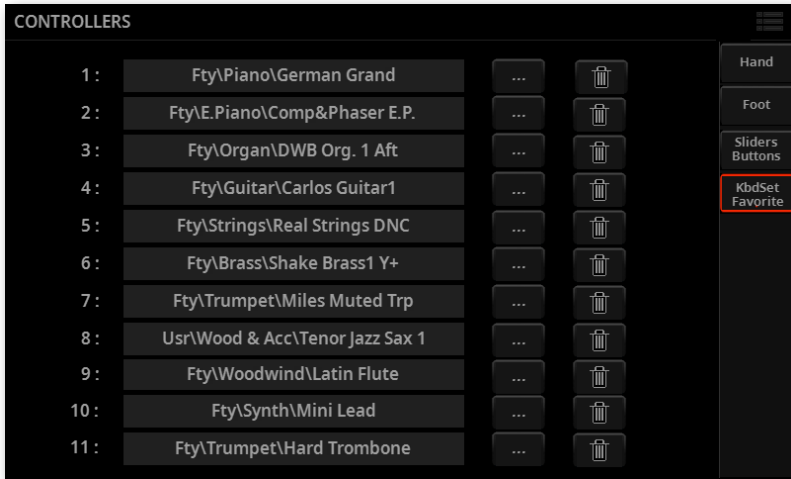 CONTROLLERS
1 : Fty\Piano\German Grand ...
2 : Fty\E.Piano\Comp&Phaser E.P. ...
3 : Fty\Organ\DWB Org. 1 Aft ...
4 : Fty\Guitar\Carlos Guitar1 ...
5 : Fty\Strings\Real Strings DNC ...
6 : Fty\Brass\Shake Brass1 Y+ ...
7 : Fty\Trumpet\Miles Muted Trp ...
8 : Usr\Wood & Acc\Tenor Jazz Sax 1 ...
9 : Fty\Woodwind\Latin Flute ...
10 : Fty\Synth\Mini Lead ...
11 : Fty\Trumpet\Hard Trombone ...
Hand
Foot
Sliders
Buttons
KbdSet
Favorite